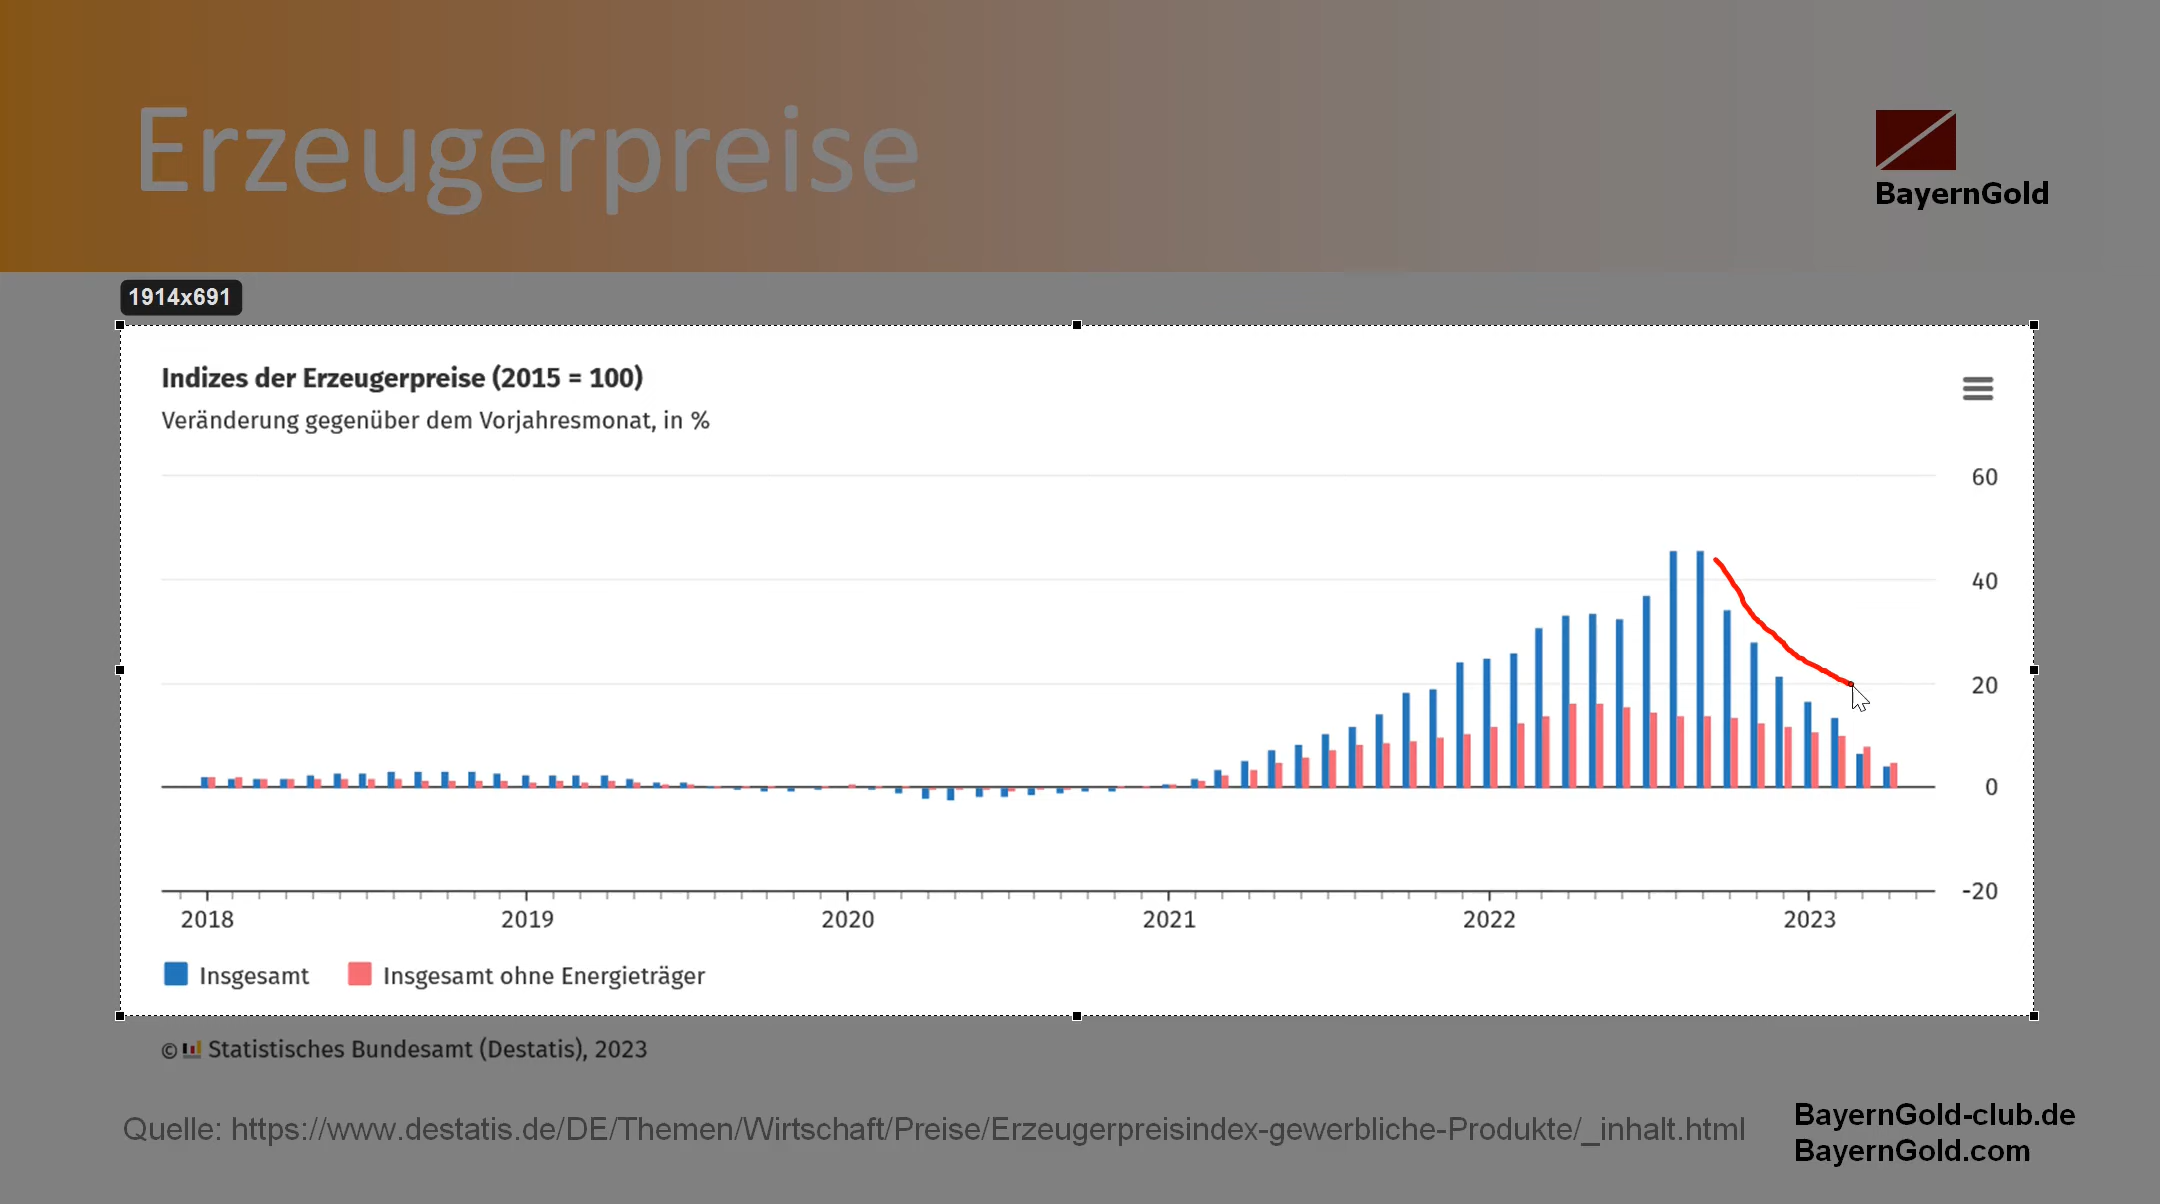 Erzeugerpreise
BayernGold
1914x691
Indizes der Erzeugerpreise (2015 = 100)
Veränderung gegenüber dem Vorjahresmonat, in %
60
40
20
0
-20
2018 2019 2020 2021 2022 2023
Insgesamt Insgesamt ohne Energieträger
© Statistisches Bundesamt (Destatis), 2023
Quelle: https://www.destatis.de/DE/Themen/Wirtschaft/Preise/Erzeugerpreisindex-gewerbliche-Produkte/_inhalt.html
BayernGold-club.de
BayernGold.com